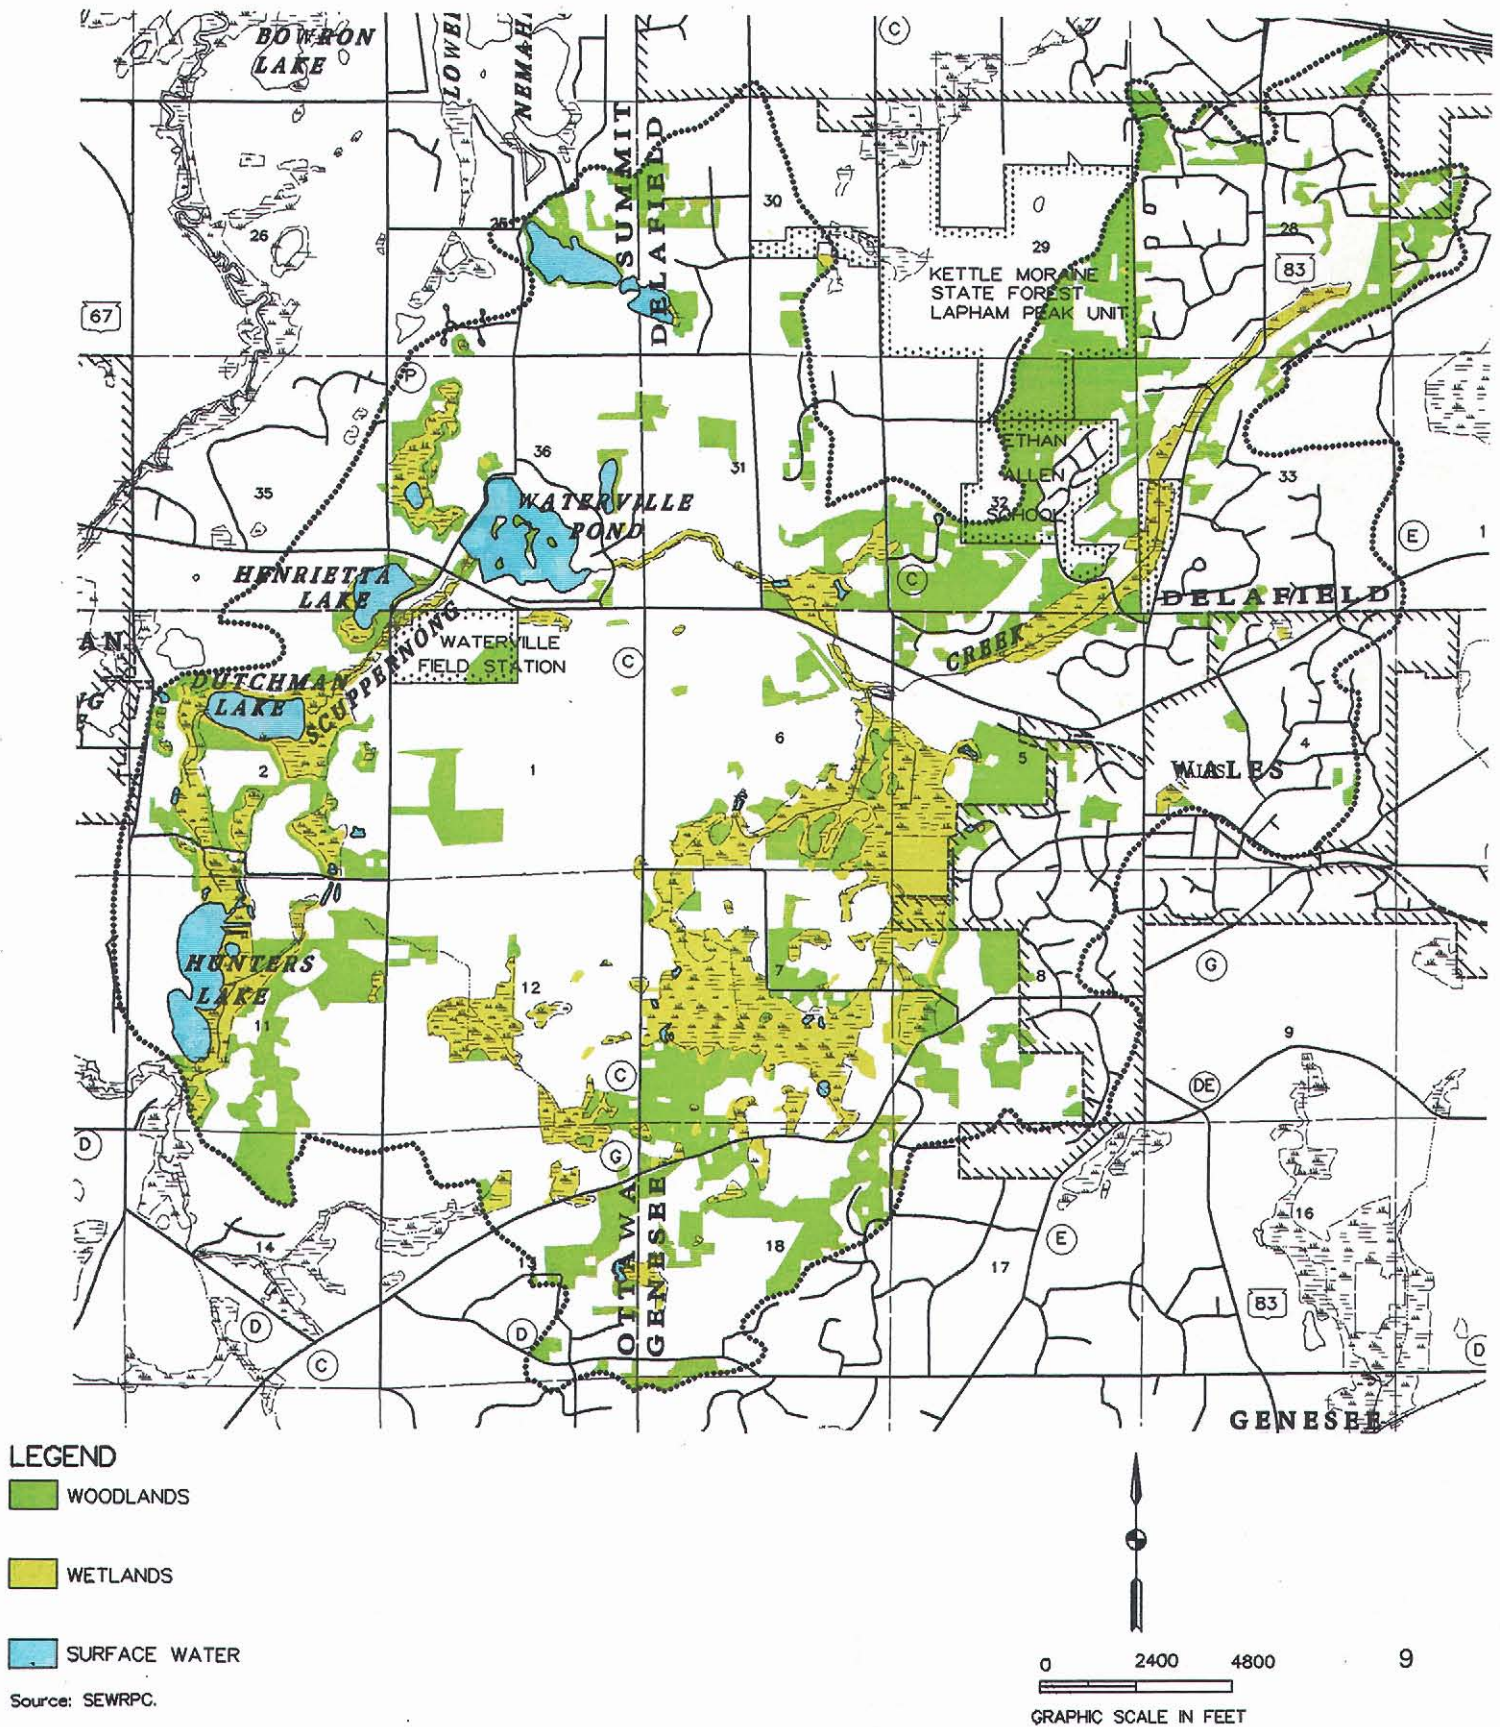 BOWRON
LAKE
LOWER
NEMAH
C
SUMMIT
DELAFIELD
30
25
26
29
28
83
67
KETTLE MORAINE
STATE FOREST
LAPHAM PEAK UNIT
P
36
31
35
33
ETHAN
ALLEN
32
SCHOOL
WATERVILLE
POND
E
1
HENRIETTA
LAKE
C
DELAFIELD
AN
WATERVILLE
FIELD STATION
SCUPPERNONG
CREEK
C
DUTCHMAN
LAKE
G
6
5
4
2
1
WALES
HUNTERS
LAKE
7
8
G
12
11
9
C
DE
D
G
16
E
14
13
18
17
OTTAWA
GENESEE
83
D
D
C
D
GENESEE
LEGEND
WOODLANDS
WETLANDS
SURFACE WATER
Source: SEWRPC.
0 2400 4800
GRAPHIC SCALE IN FEET
9